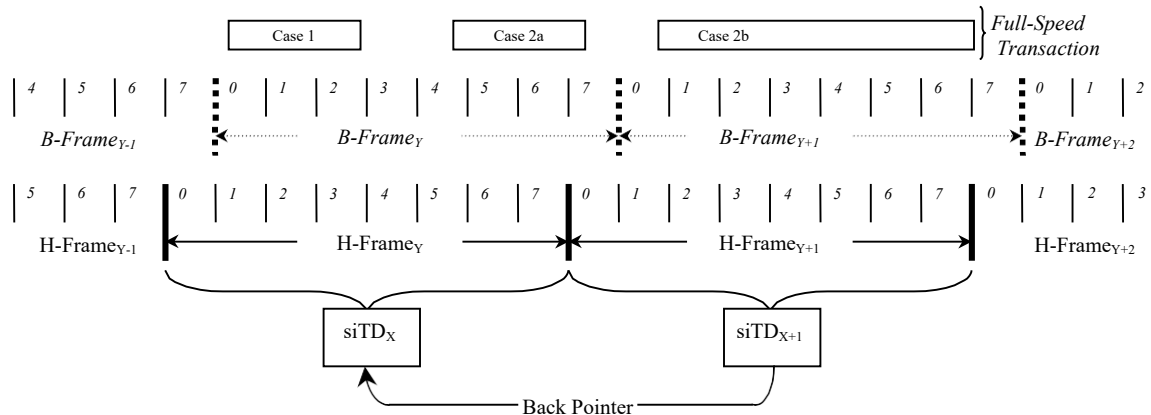 Case 1 Case 2a Case 2b Full-Speed
Transaction
4 5 6 7 0 1 2 3 4 5 6 7 0 1 2 3 4 5 6 7 0 1 2
B-FrameY-1 B-FrameY B-FrameY+1 B-FrameY+2
5 6 7 0 1 2 3 4 5 6 7 0 1 2 3 4 5 6 7 0 1 2 3
H-FrameY-1 H-FrameY H-FrameY+1 H-FrameY+2
siTDX siTDX+1
Back Pointer